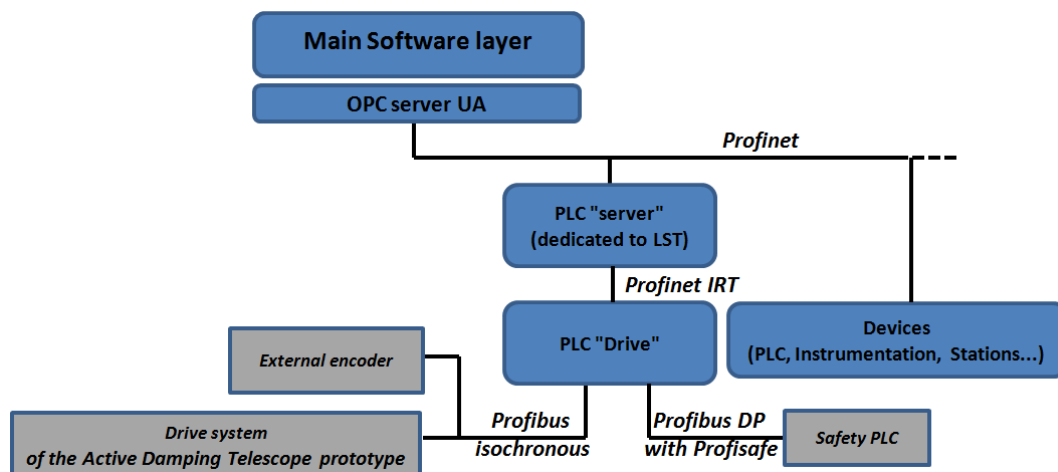 Main Software layer
OPC server UA
Profinet
PLC "server"
(dedicated to LST)
Profinet IRT
PLC "Drive"
Devices
(PLC, Instrumentation, Stations...)
External encoder
Profibus
isochronous
Profibus DP
with Profisafe
Drive system
of the Active Damping Telescope prototype
Safety PLC